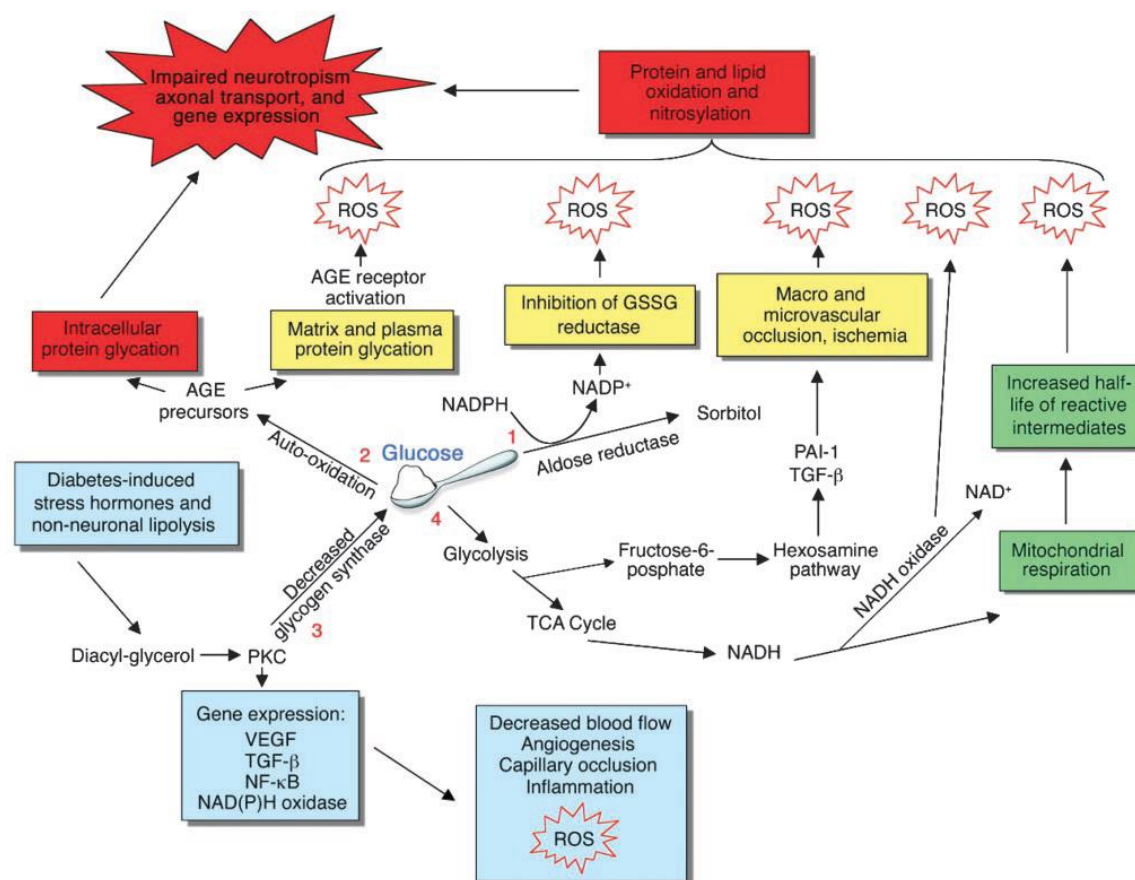 Impaired neurotropism
axonal transport, and
gene expression
Protein and lipid
oxidation and
nitrosylation
ROS
ROS
ROS
ROS
ROS
AGE receptor
activation
Intracellular
protein glycation
Matrix and plasma
protein glycation
Inhibition of GSSG
reductase
Macro and
microvascular
occlusion, ischemia
Increased half-
life of reactive
intermediates
AGE
precursors
NADPH
NADP⁺
Sorbitol
1
Aldose reductase
2
Glucose
Auto-oxidation
PAI-1
TGF-β
Diabetes-induced
stress hormones and
non-neuronal lipolysis
4
Glycolysis
NAD⁺
Decreased
glycogen synthase
3
Fructose-6-
posphate
Hexosamine
pathway
NADH oxidase
Mitochondrial
respiration
TCA Cycle
NADH
Diacyl-glycerol
PKC
Gene expression:
VEGF
TGF-β
NF-κB
NAD(P)H oxidase
Decreased blood flow
Angiogenesis
Capillary occlusion
Inflammation
ROS